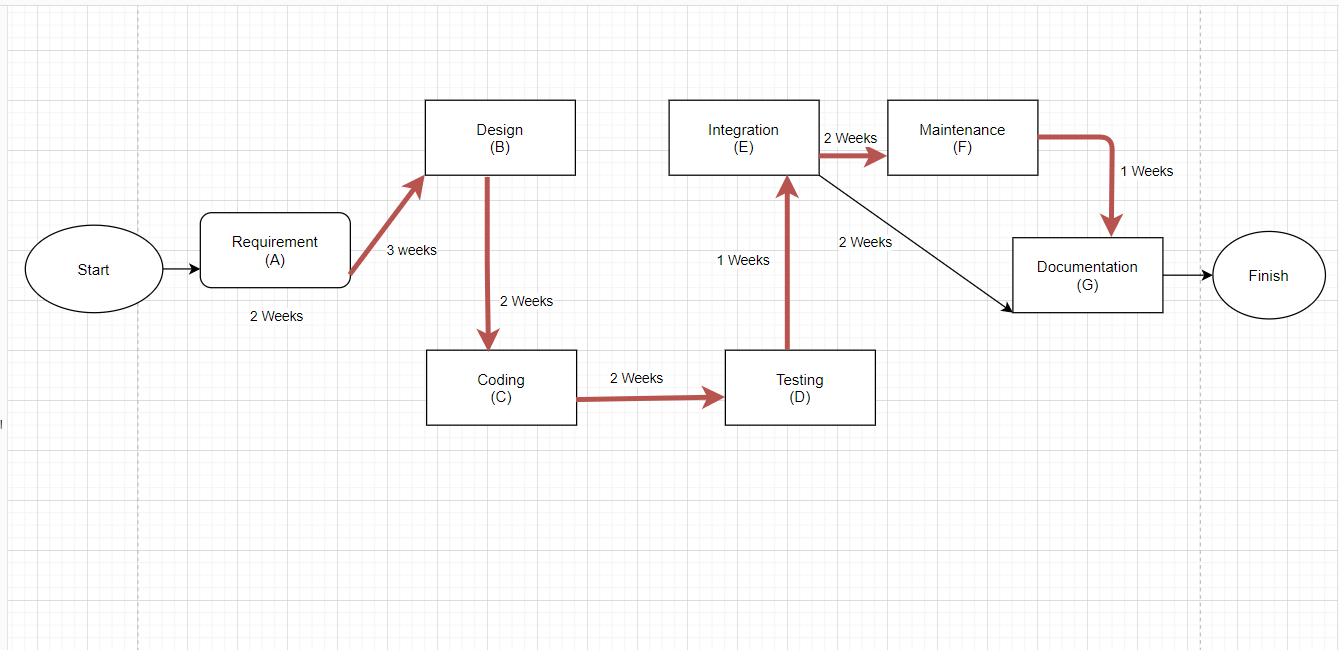 Design
(B)
Integration
(E)
2 Weeks
Maintenance
(F)
1 Weeks
Start
Requirement
(A)
3 weeks
2 Weeks
2 Weeks
1 Weeks
2 Weeks
Documentation
(G)
Finish
Coding
(C)
2 Weeks
Testing
(D)